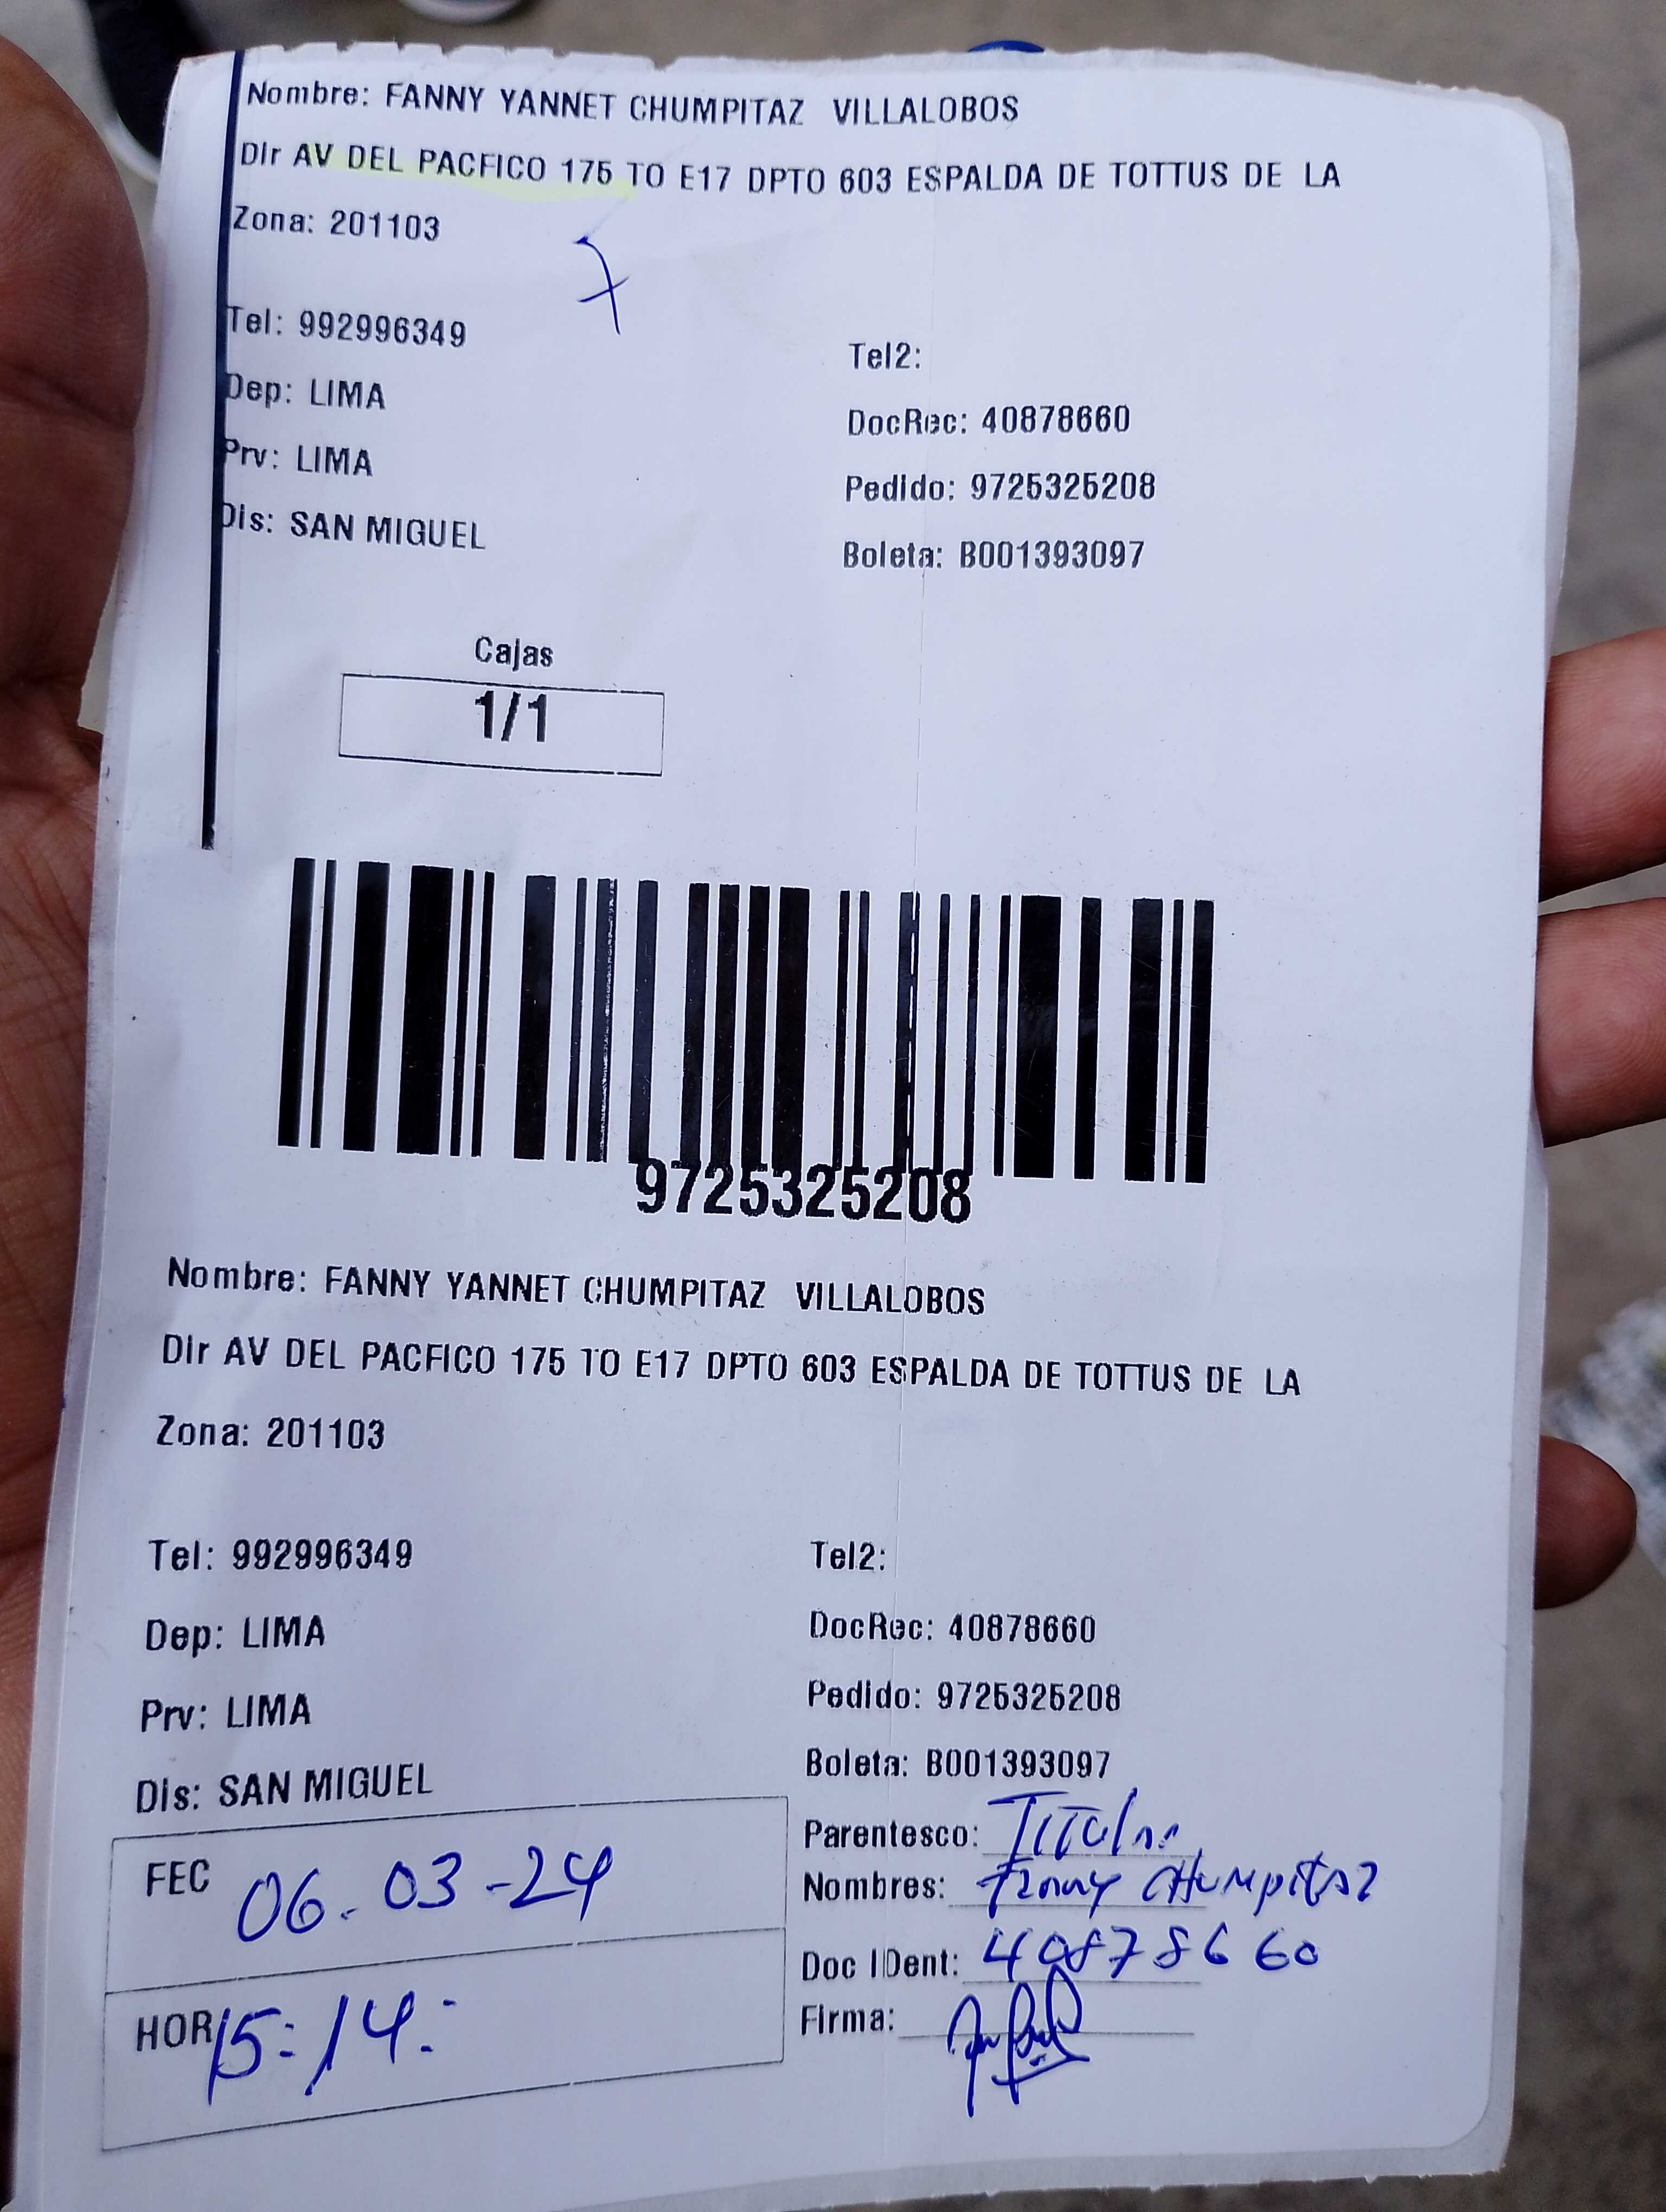 Nombre: FANNY YANNET CHUMPITAZ VILLALOBOS
Dir AV DEL PACFICO 175 TO E17 DPTO 603 ESPALDA DE TOTTUS DE LA
Zona: 201103
Tel: 992996349
Tel2:
Dep: LIMA
DocRec: 40878660
Prv: LIMA
Pedido: 9725325208
Dis: SAN MIGUEL
Boleta: B001393097
Cajas
1/1
9725325208
Nombre: FANNY YANNET CHUMPITAZ VILLALOBOS
Dir AV DEL PACFICO 175 TO E17 DPTO 603 ESPALDA DE TOTTUS DE LA
Zona: 201103
Tel: 992996349
Tel2:
Dep: LIMA
DocRec: 40878660
Prv: LIMA
Pedido: 9725325208
Dis: SAN MIGUEL
Boleta: B001393097
Parentesco: Titular
FEC 06.03-24
Nombres: Fanny CHumpitaz
Doc IDent: 40878660
HOR 15:14:
Firma: